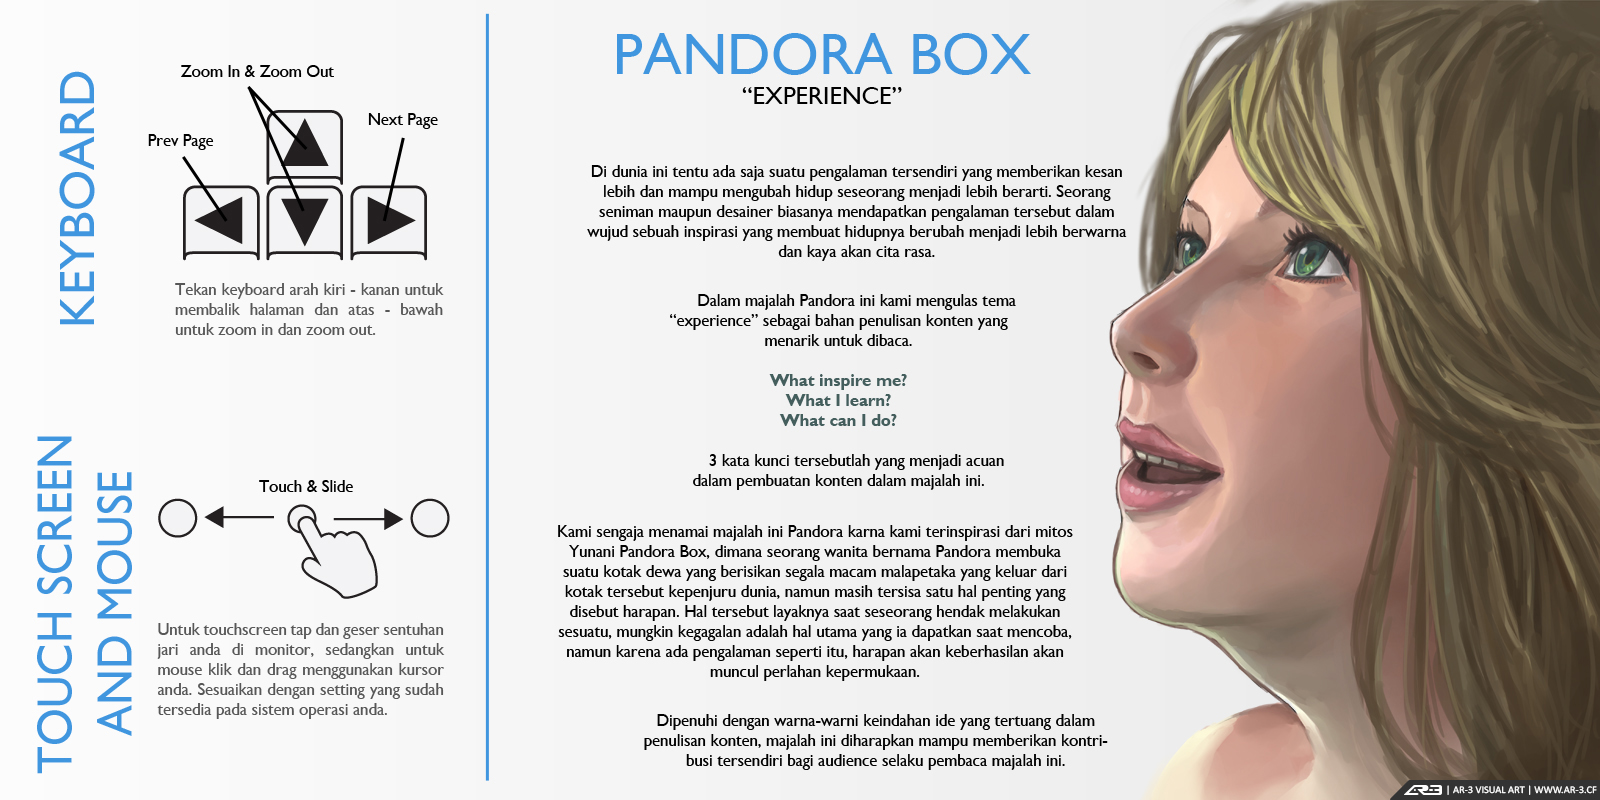 KEYBOARD
Zoom In & Zoom Out
Prev Page
Next Page
Tekan keyboard arah kiri - kanan untuk
membalik halaman dan atas - bawah
untuk zoom in dan zoom out.
TOUCH SCREEN
AND MOUSE
Touch & Slide
Untuk touchscreen tap dan geser sentuhan
jari anda di monitor, sedangkan untuk
mouse klik dan drag menggunakan kursor
anda. Sesuaikan dengan setting yang sudah
tersedia pada sistem operasi anda.
PANDORA BOX
“EXPERIENCE”
Di dunia ini tentu ada saja suatu pengalaman tersendiri yang memberikan kesan
lebih dan mampu mengubah hidup seseorang menjadi lebih berarti. Seorang
seniman maupun desainer biasanya mendapatkan pengalaman tersebut dalam
wujud sebuah inspirasi yang membuat hidupnya berubah menjadi lebih berwarna
dan kaya akan cita rasa.
Dalam majalah Pandora ini kami mengulas tema
“experience” sebagai bahan penulisan konten yang
menarik untuk dibaca.
What inspire me?
What I learn?
What can I do?
3 kata kunci tersebutlah yang menjadi acuan
dalam pembuatan konten dalam majalah ini.
Kami sengaja menamai majalah ini Pandora karna kami terinspirasi dari mitos
Yunani Pandora Box, dimana seorang wanita bernama Pandora membuka
suatu kotak dewa yang berisikan segala macam malapetaka yang keluar dari
kotak tersebut kepenjuru dunia, namun masih tersisa satu hal penting yang
disebut harapan. Hal tersebut layaknya saat seseorang hendak melakukan
sesuatu, mungkin kegagalan adalah hal utama yang ia dapatkan saat mencoba,
namun karena ada pengalaman seperti itu, harapan akan keberhasilan akan
muncul perlahan kepermukaan.
Dipenuhi dengan warna-warni keindahan ide yang tertuang dalam
penulisan konten, majalah ini diharapkan mampu memberikan kontri-
busi tersendiri bagi audience selaku pembaca majalah ini.
AR-3 | AR-3 VISUAL ART | WWW.AR-3.CF